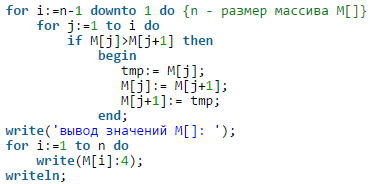 for i:=n-1 downto 1 do {n - размер массива M[]}
for j:=1 to i do
if M[j]>M[j+1] then
begin
tmp:= M[j];
M[j]:= M[j+1];
M[j+1]:= tmp;
end;
write('вывод значений M[]: ');
for i:=1 to n do
write(M[i]:4);
writeln;